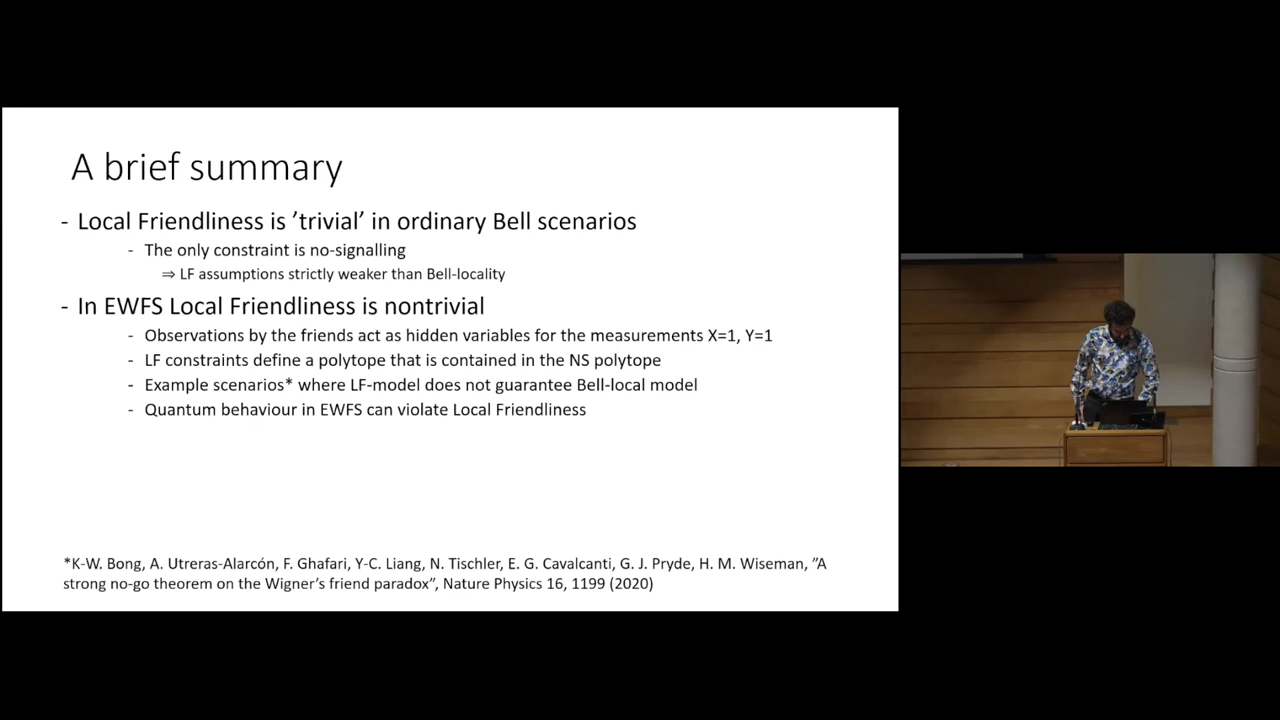 A brief summary
- Local Friendliness is ’trivial’ in ordinary Bell scenarios
- The only constraint is no-signalling
⇒ LF assumptions strictly weaker than Bell-locality
- In EWFS Local Friendliness is nontrivial
- Observations by the friends act as hidden variables for the measurements X=1, Y=1
- LF constraints define a polytope that is contained in the NS polytope
- Example scenarios* where LF-model does not guarantee Bell-local model
- Quantum behaviour in EWFS can violate Local Friendliness
*K-W. Bong, A. Utreras-Alarcón, F. Ghafari, Y-C. Liang, N. Tischler, E. G. Cavalcanti, G. J. Pryde, H. M. Wiseman, ”A
strong no-go theorem on the Wigner’s friend paradox”, Nature Physics 16, 1199 (2020)